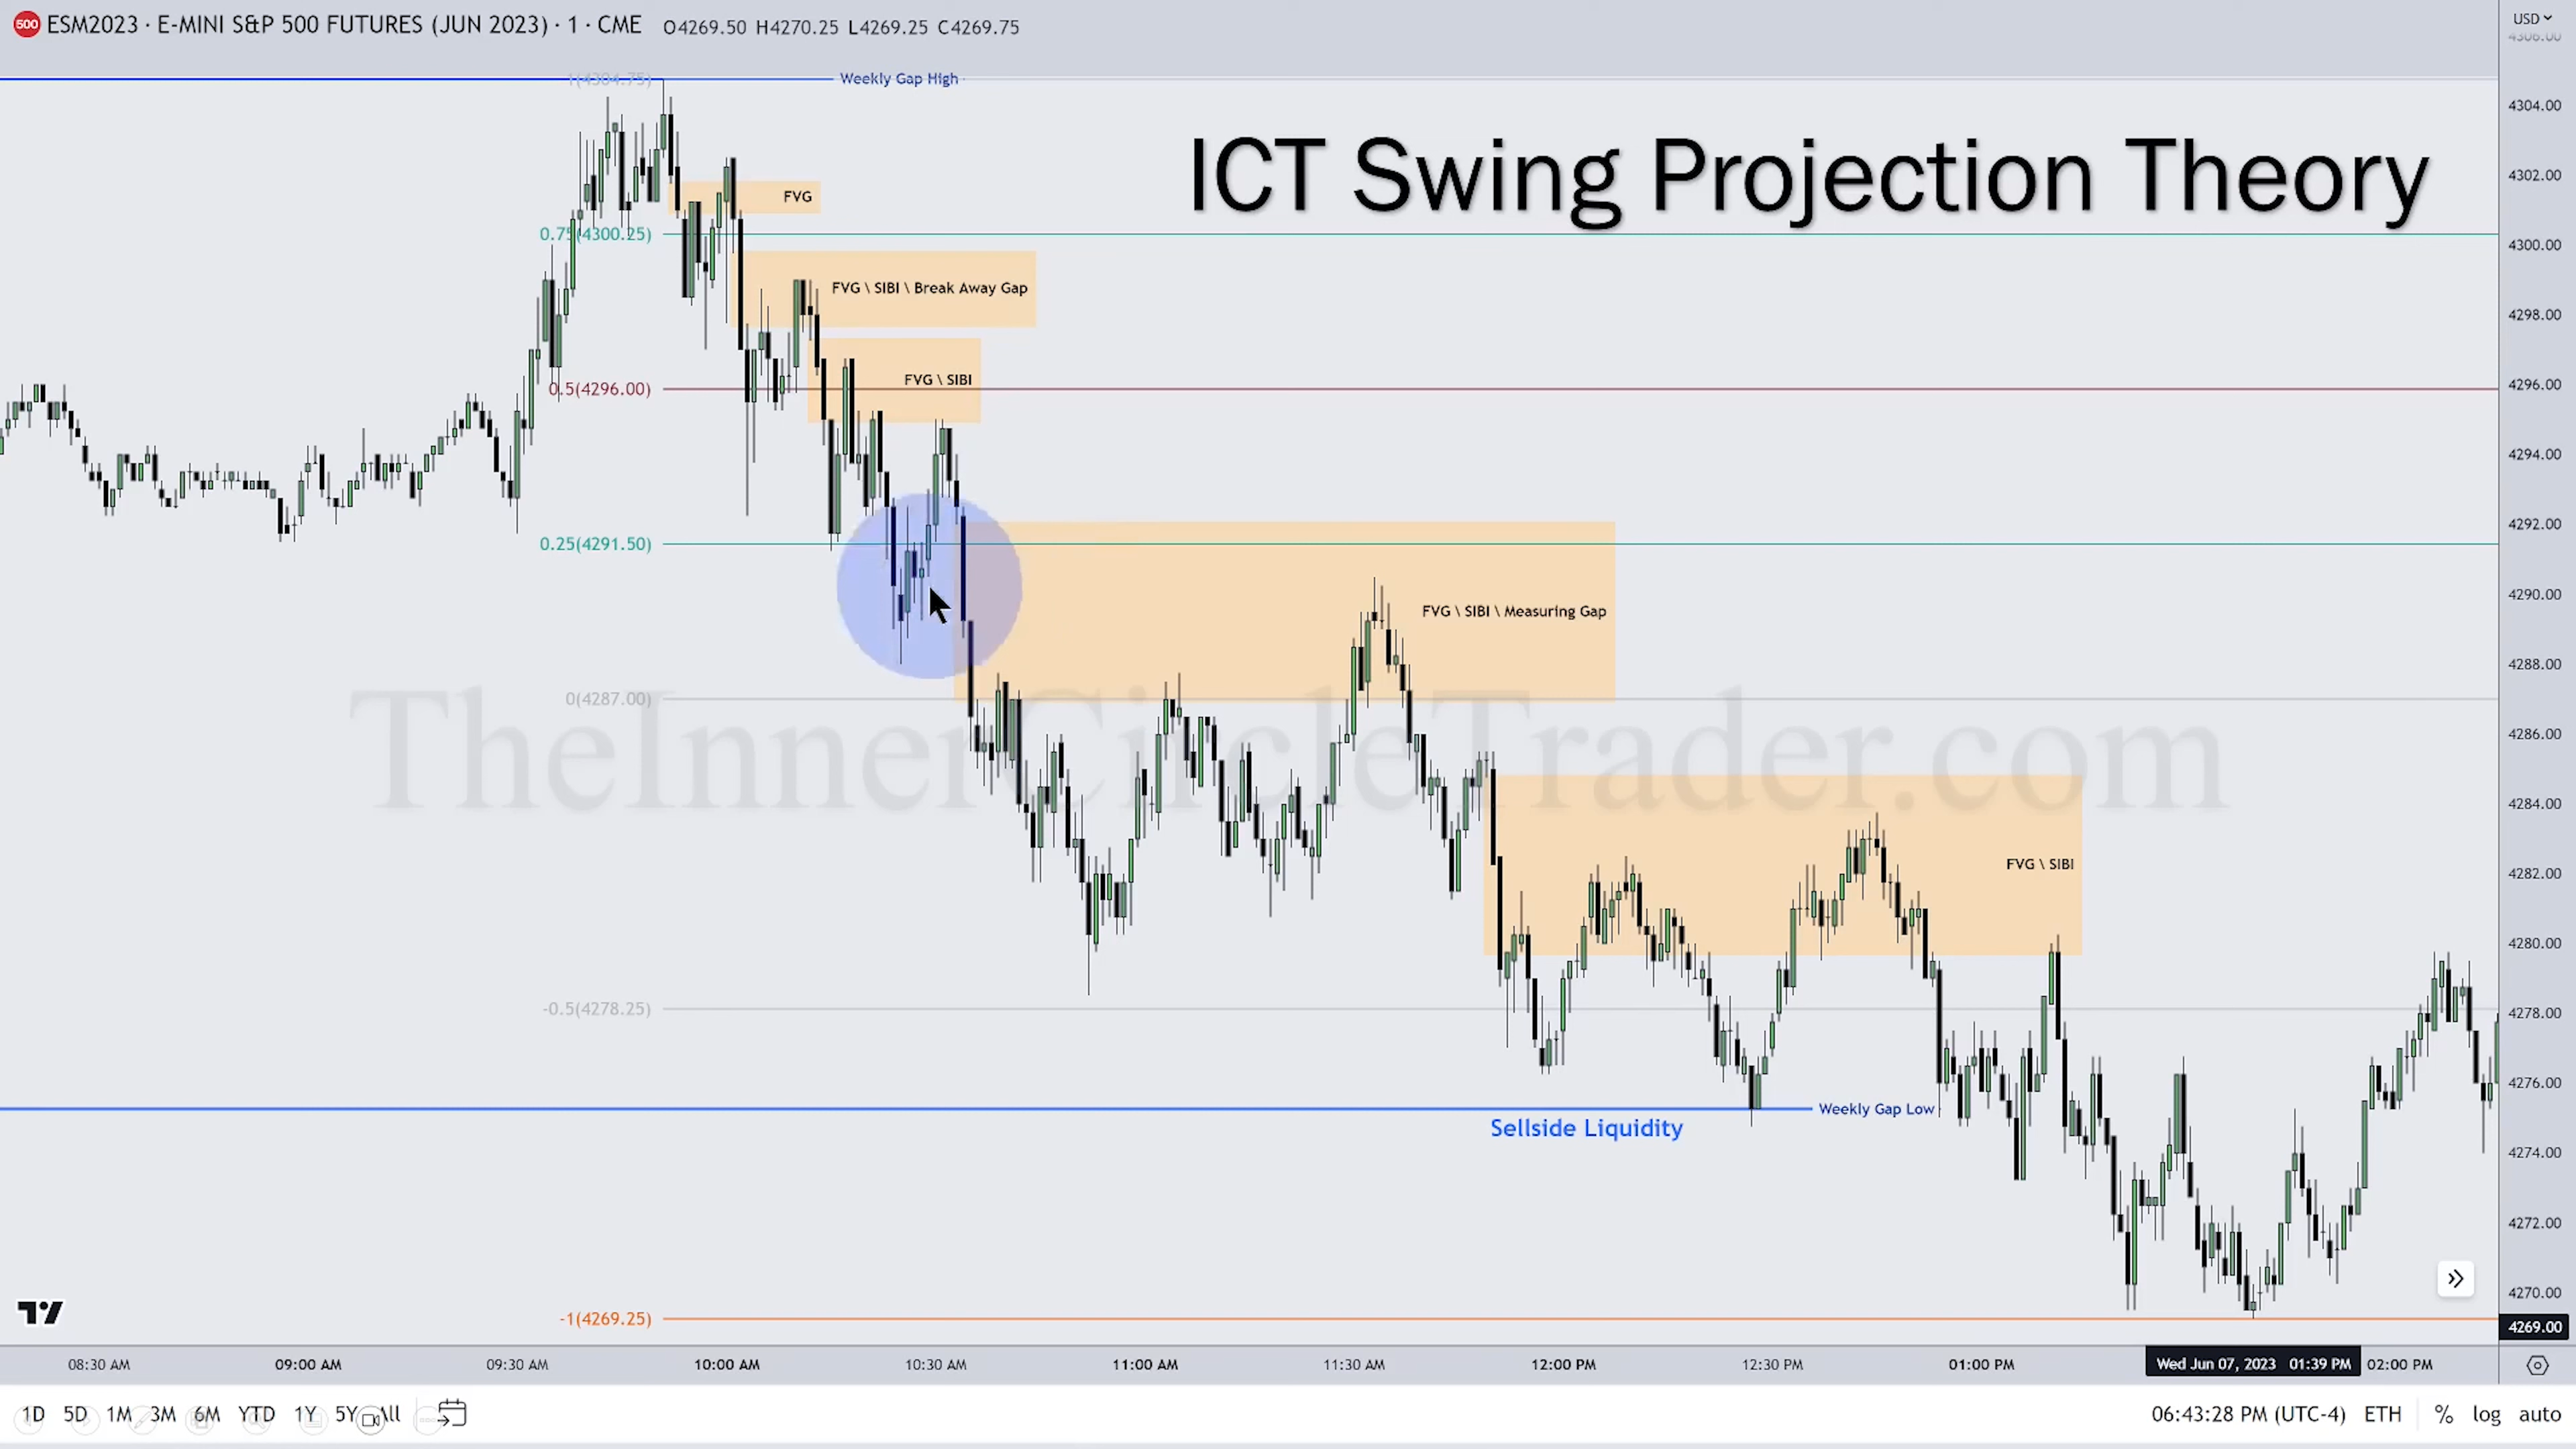 500 ESM2023 · E-MINI S&P 500 FUTURES (JUN 2023) · 1 · CME O4269.50 H4270.25 L4269.25 C4269.75
USD
4306.00
1(4304.75)
Weekly Gap High
4304.00
ICT Swing Projection Theory
4302.00
FVG
0.75(4300.25)
4300.00
FVG \ SIBI \ Break Away Gap
4298.00
FVG \ SIBI
0.5(4296.00)
4296.00
4294.00
4292.00
0.25(4291.50)
4290.00
FVG \ SIBI \ Measuring Gap
4288.00
0(4287.00)
4286.00
TheInnerCircleTrader.com
4284.00
FVG \ SIBI
4282.00
4280.00
-0.5(4278.25)
4278.00
4276.00
Weekly Gap Low
Sellside Liquidity
4274.00
4272.00
4270.00
-1(4269.25)
4269.00
08:30 AM 09:00 AM 09:30 AM 10:00 AM 10:30 AM 11:00 AM 11:30 AM 12:00 PM 12:30 PM 01:00 PM Wed Jun 07, 2023 01:39 PM 02:00 PM
1D 5D 1M 3M 6M YTD 1Y 5Y All 06:43:28 PM (UTC-4) ETH % log auto